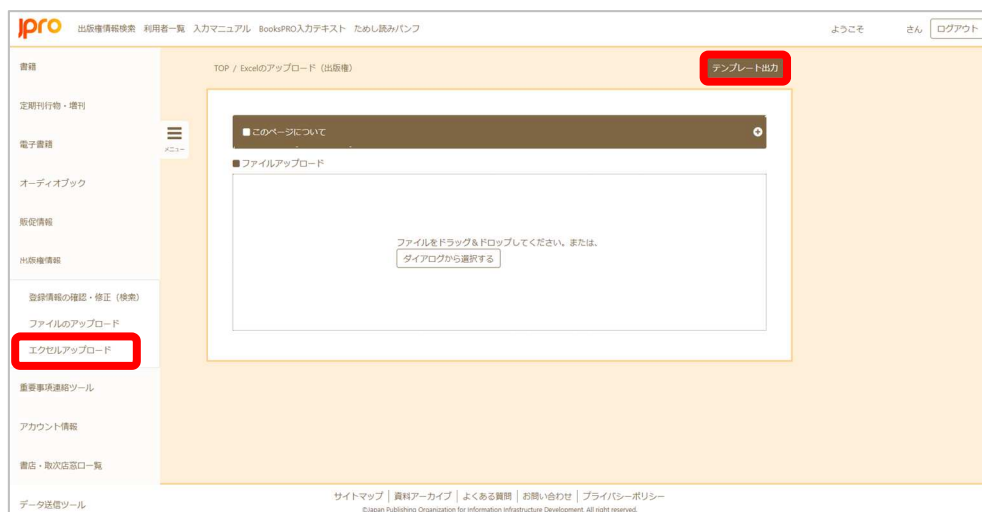 Jpro 出版権情報検索 利用者一覧 入力マニュアル BooksPRO入力テキスト ためし読みパンフ ようこそ さん ログアウト
書籍
定期刊行物・増刊
電子書籍
オーディオブック
販促情報
出版権情報
登録情報の確認・修正（検索）
ファイルのアップロード
エクセルアップロード
重要事項連絡ツール
アカウント情報
書店・取次店窓口一覧
データ送信ツール
メニュー
TOP / Excelのアップロード（出版権） テンプレート出力
■このページについて
■ファイルアップロード
ファイルをドラッグ＆ドロップしてください。または、
ダイアログから選択する
サイトマップ│資料アーカイブ│よくある質問│お問い合わせ│プライバシーポリシー
©Japan Publishing Organization for Information Infrastructure Development. All right reserved.